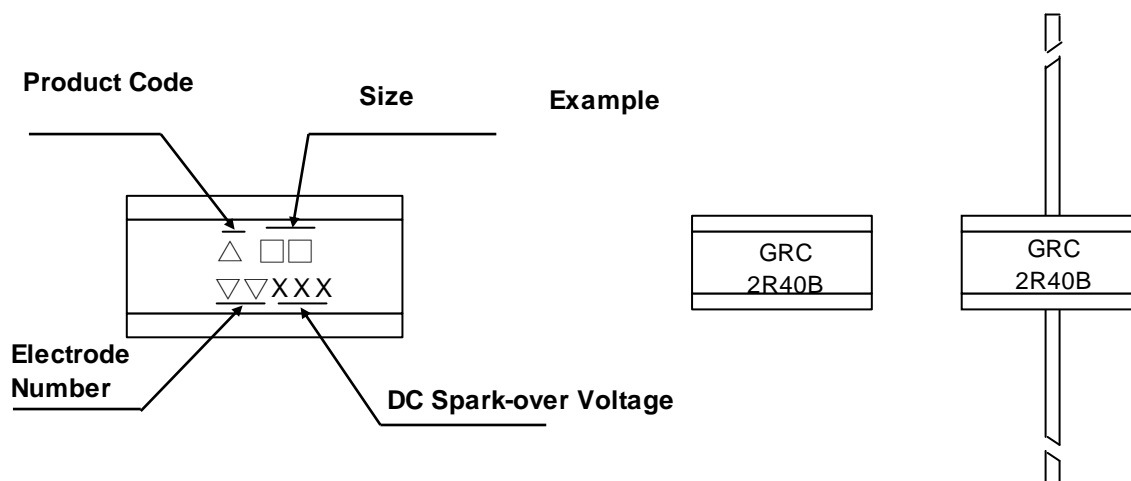 Product Code
Size
Example
△ □□
▽▽XXX
Electrode
Number
DC Spark-over Voltage
GRC
2R40B
GRC
2R40B